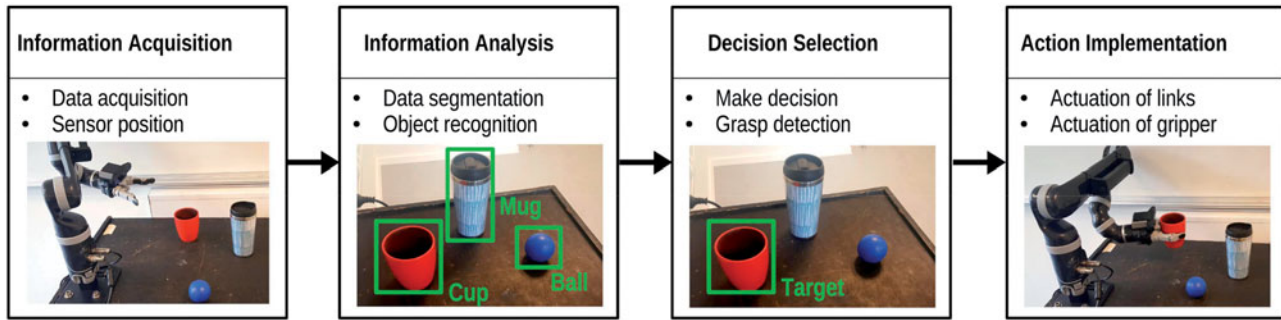 Information Acquisition
• Data acquisition
• Sensor position
Information Analysis
• Data segmentation
• Object recognition
Mug
Ball
Cup
Decision Selection
• Make decision
• Grasp detection
Target
Action Implementation
• Actuation of links
• Actuation of gripper